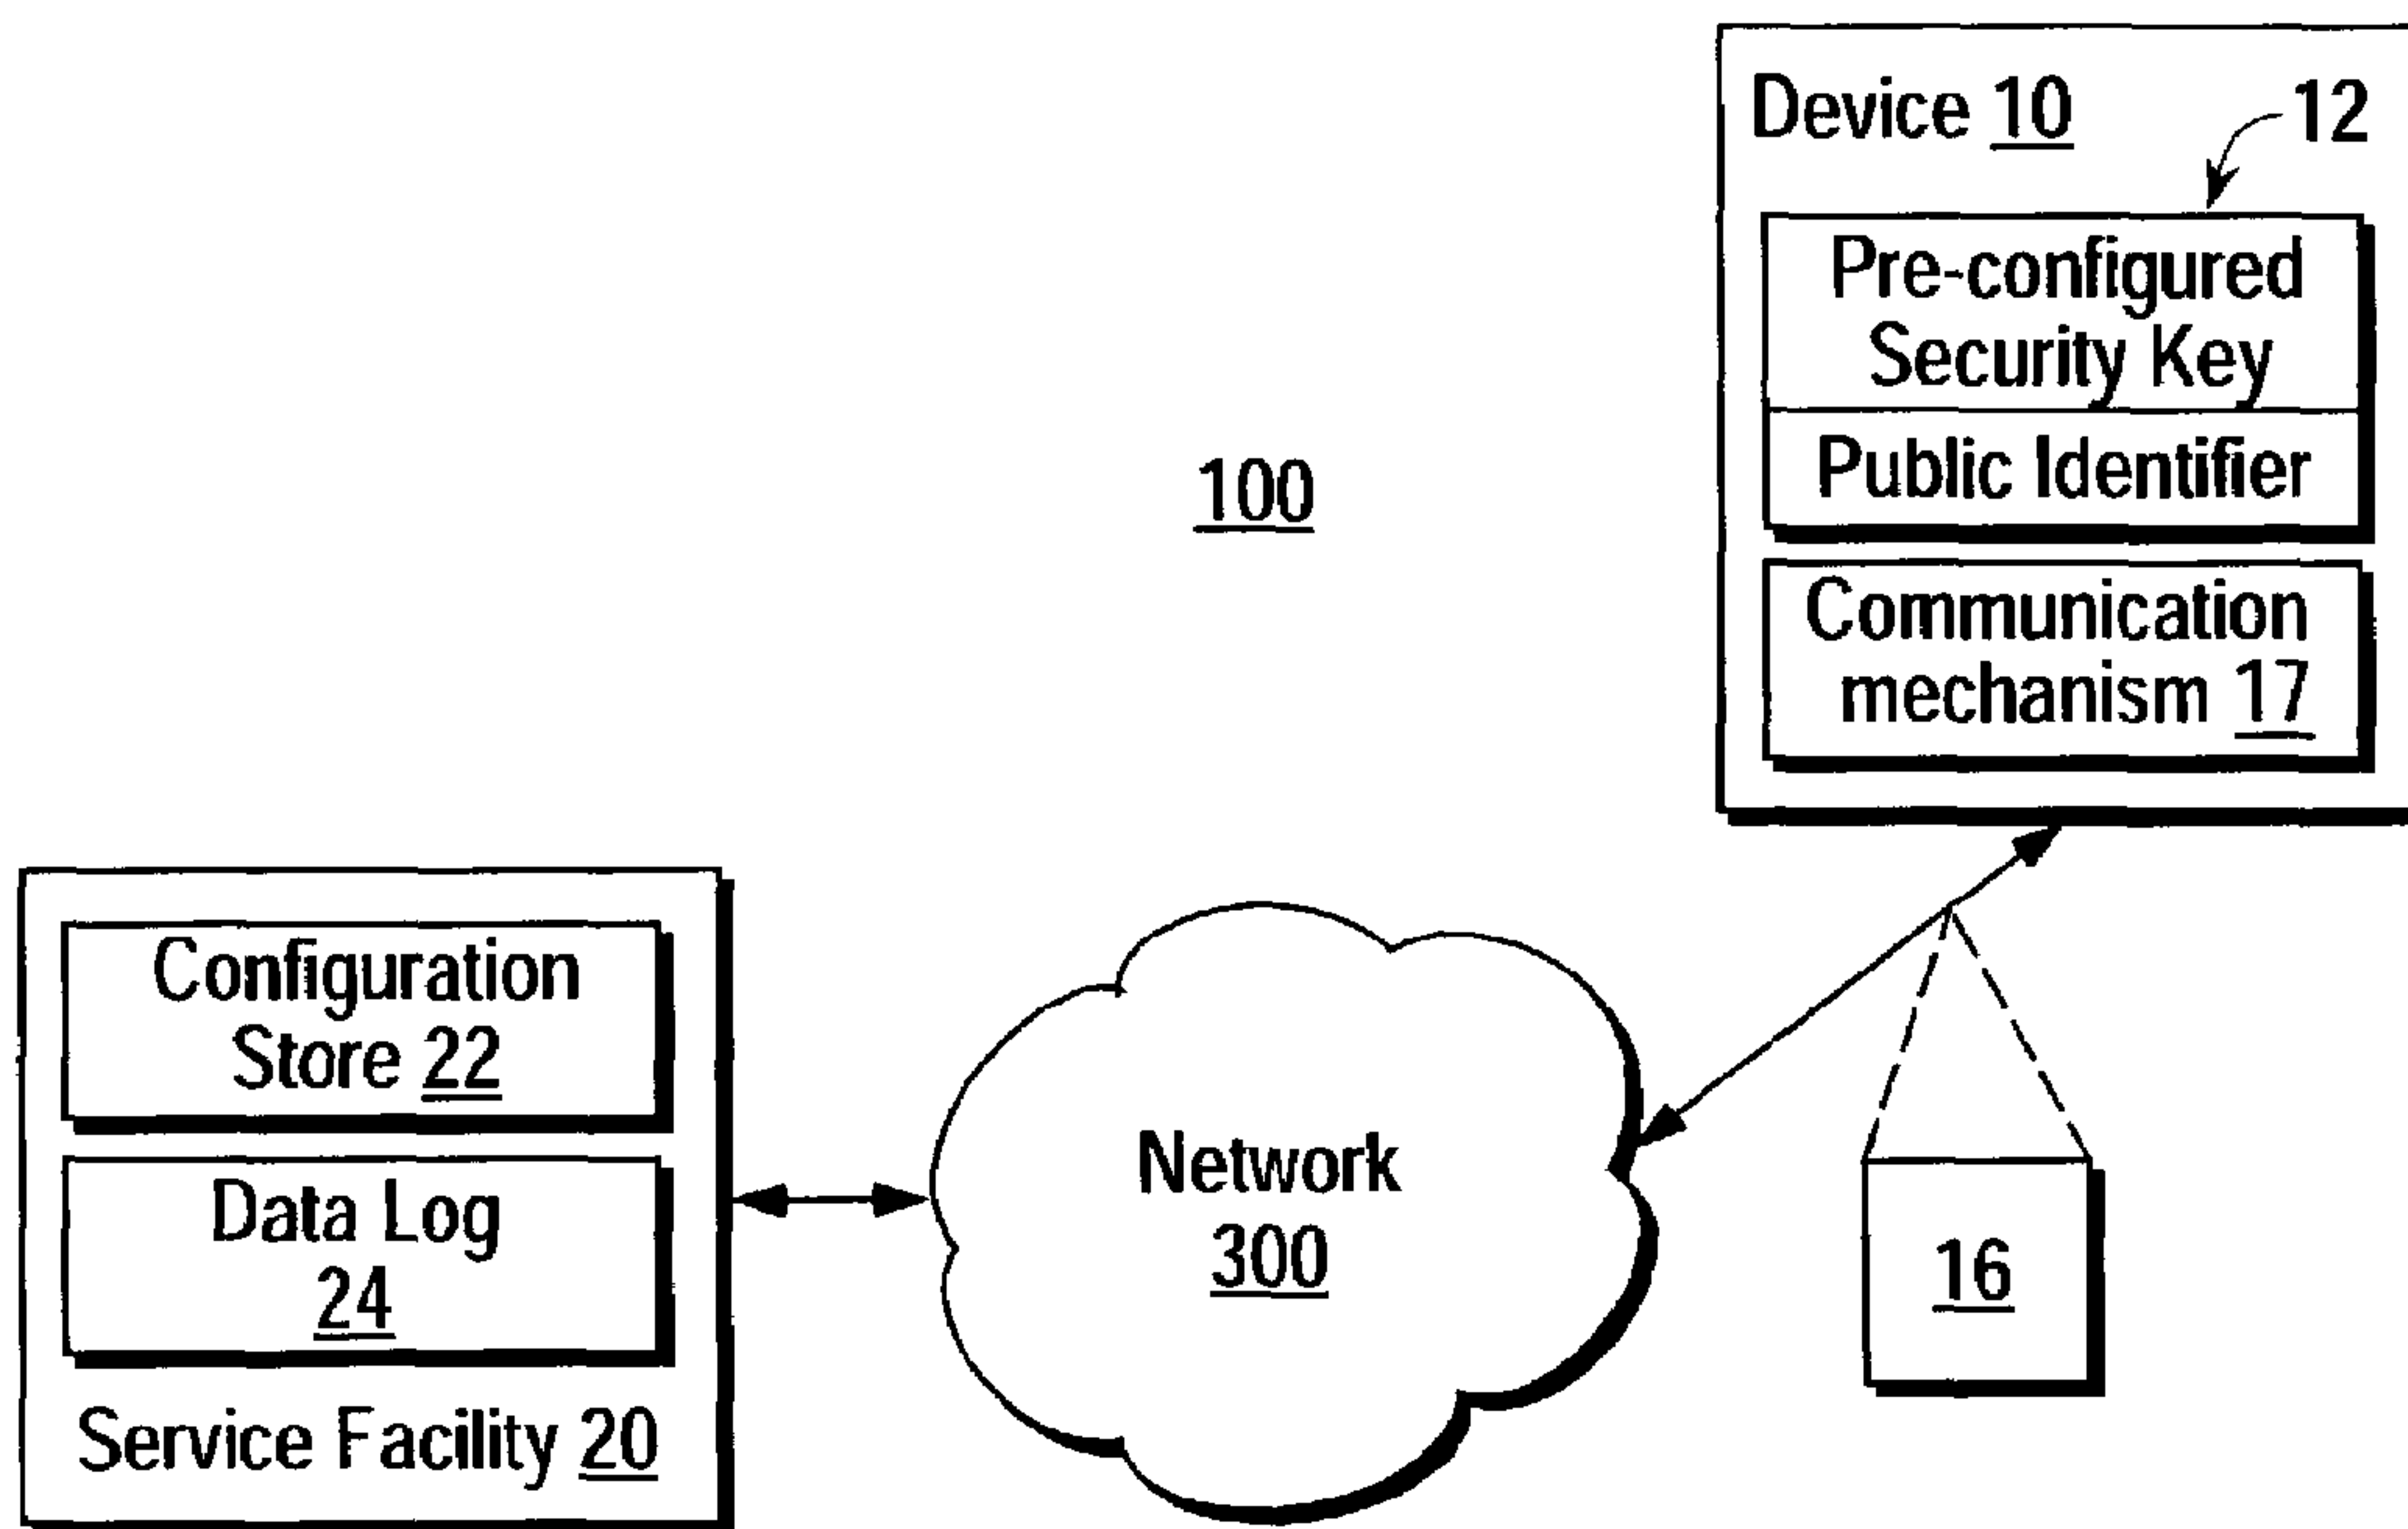 Device 10
12
Pre-configured
Security Key
Public Identifier
Communication
mechanism 17
100
Configuration
Store 22
Data Log
24
Service Facility 20
Network
300
16